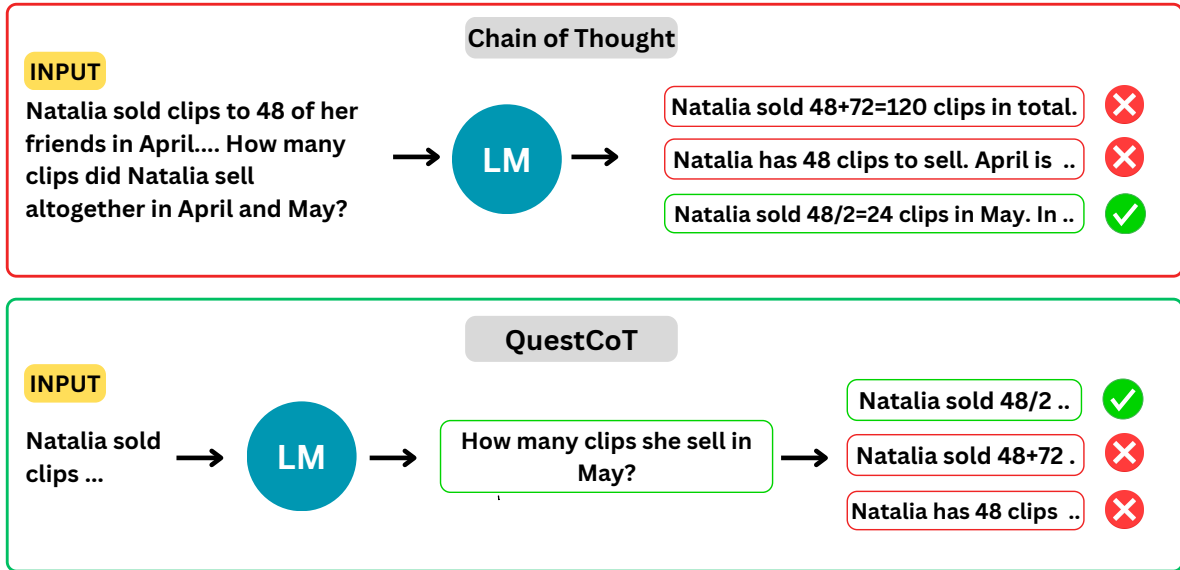 Chain of Thought
INPUT
Natalia sold clips to 48 of her
friends in April.... How many
clips did Natalia sell
altogether in April and May?
LM
Natalia sold 48+72=120 clips in total.
Natalia has 48 clips to sell. April is ..
Natalia sold 48/2=24 clips in May. In ..
QuestCoT
INPUT
Natalia sold
clips ...
LM
How many clips she sell in
May?
Natalia sold 48/2 ..
Natalia sold 48+72 .
Natalia has 48 clips ..